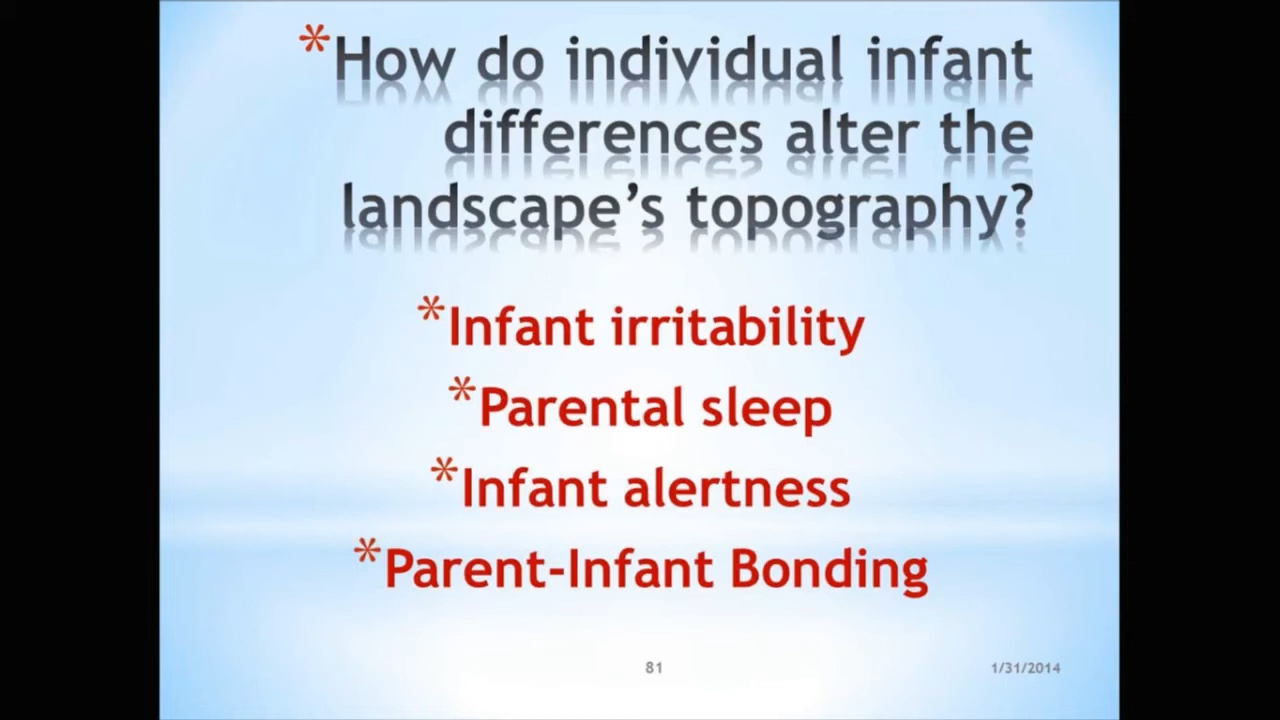 *How do individual infant
differences alter the
landscape’s topography?
*Infant irritability
*Parental sleep
*Infant alertness
*Parent-Infant Bonding
81
1/31/2014